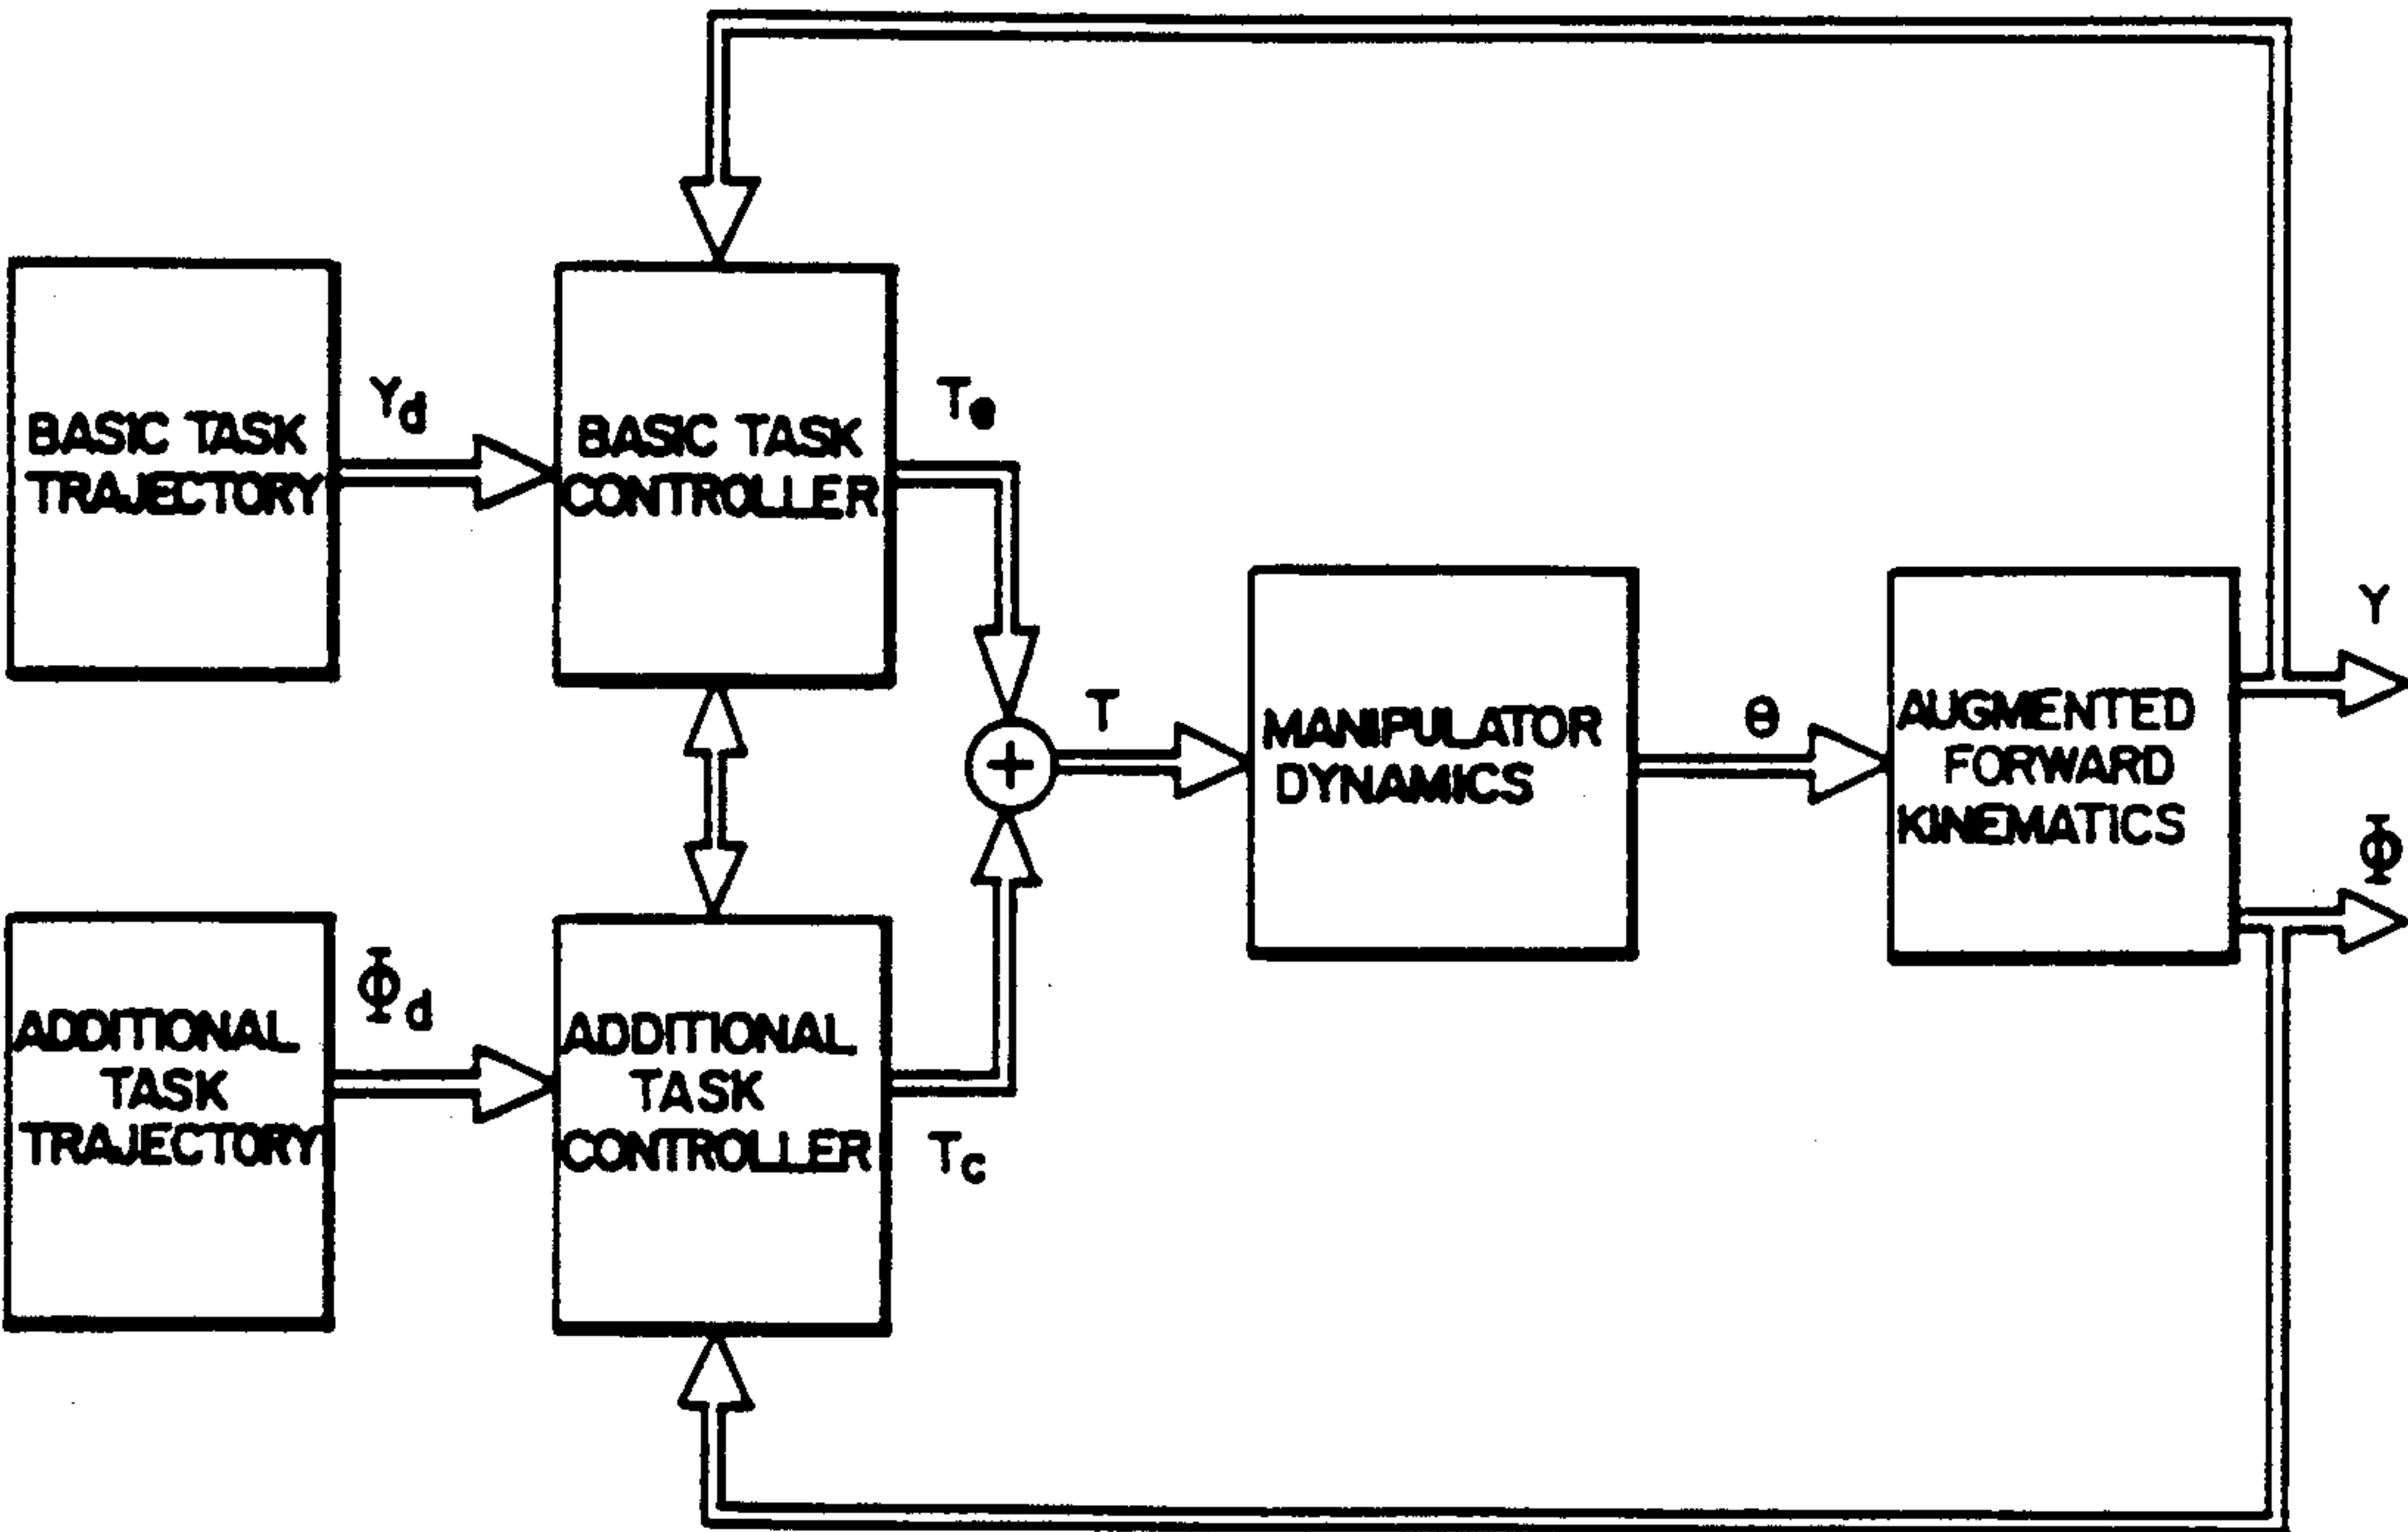 BASIC TASK
TRAJECTORY
Yd
BASIC TASK
CONTROLLER
Te
ADDITIONAL
TASK
TRAJECTORY
Φd
ADDITIONAL
TASK
CONTROLLER
Tc
+
T
MANIPULATOR
DYNAMICS
θ
AUGMENTED
FORWARD
KINEMATICS
Y
Φ